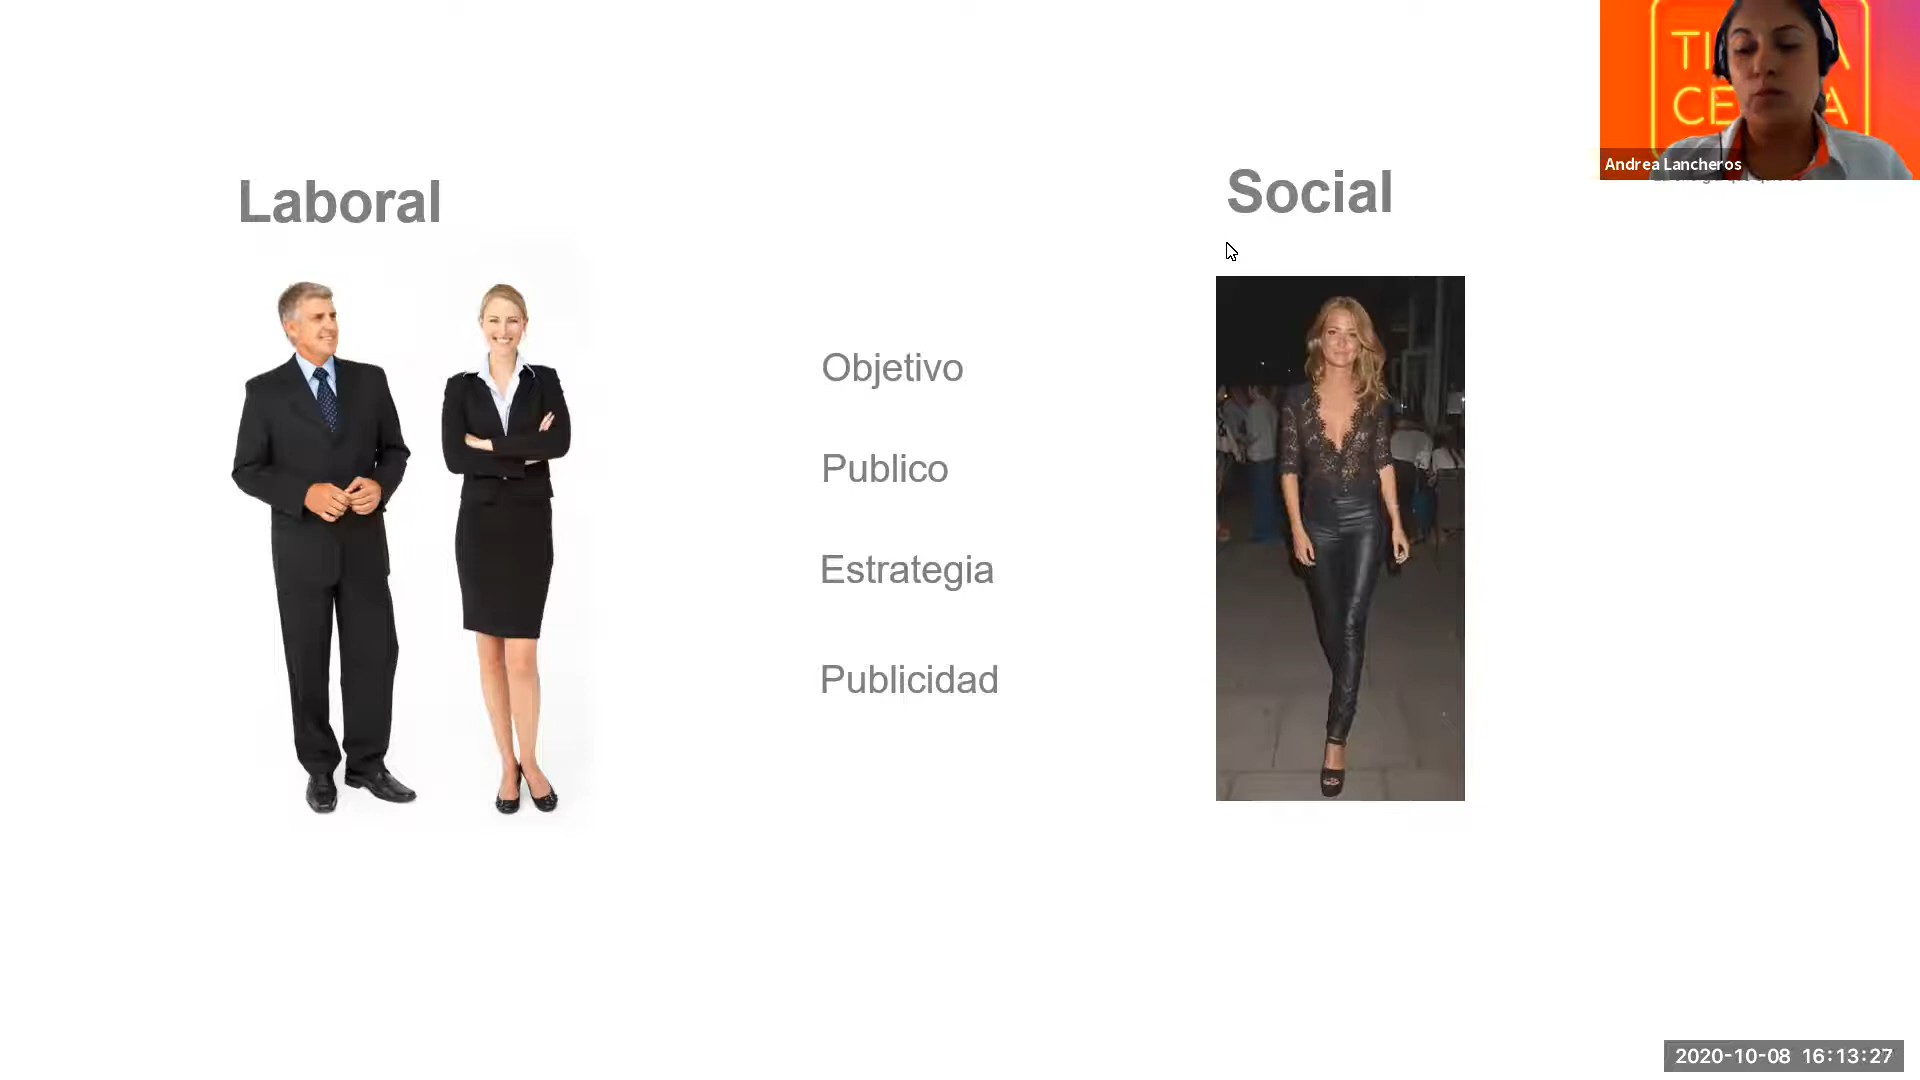 Laboral
Social
Objetivo
Publico
Estrategia
Publicidad
Andrea Lancheros
2020-10-08 16:13:27